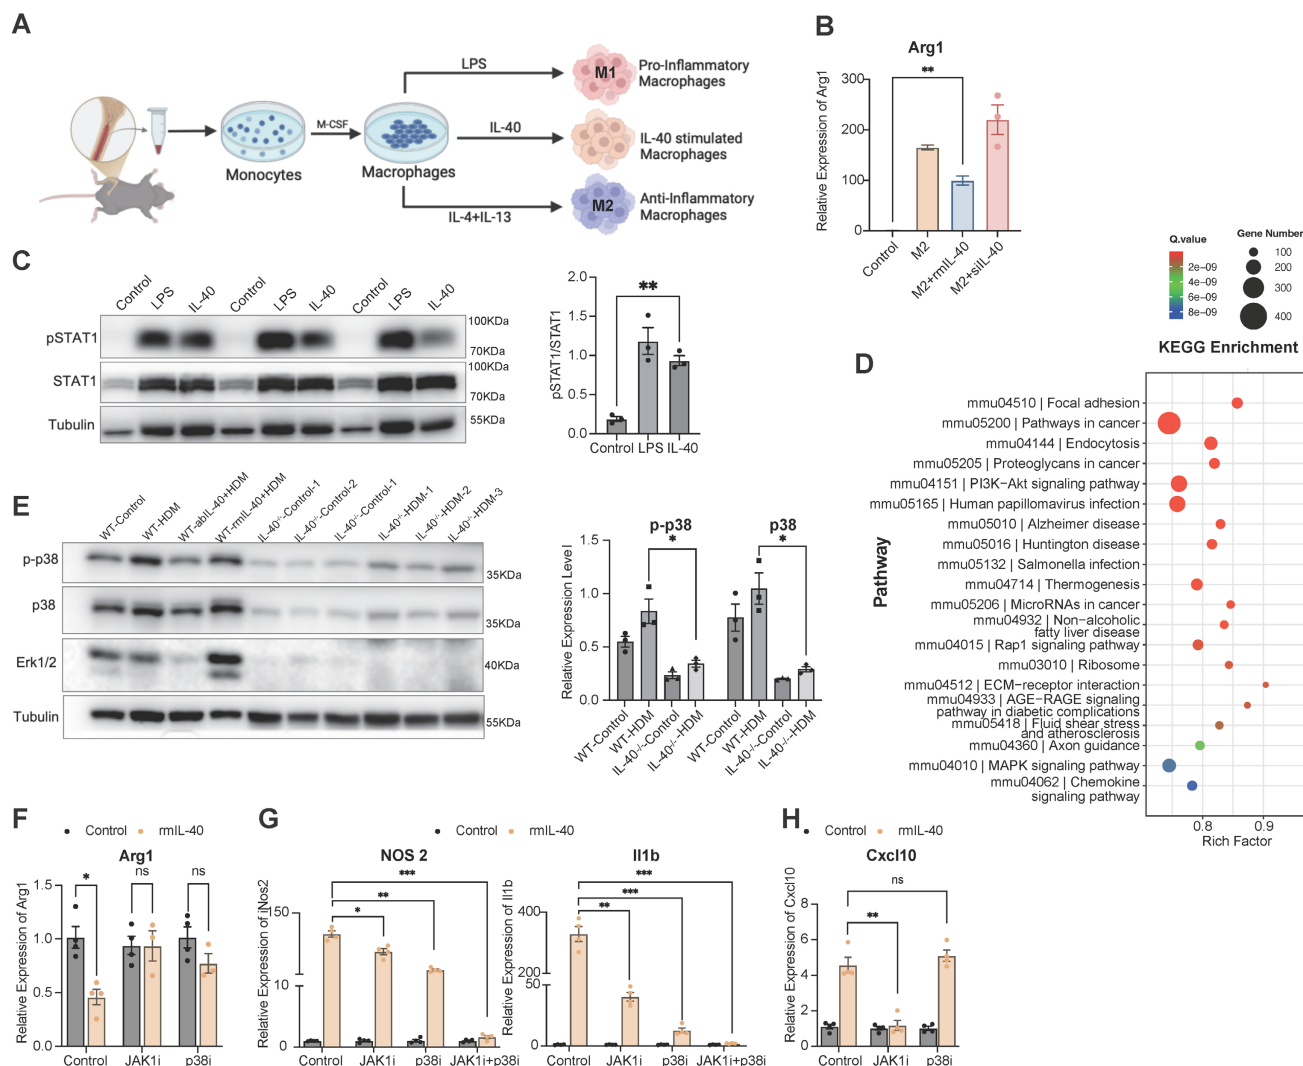 A
LPS
M1
Pro-Inflammatory
Macrophages
M-CSF
IL-40
IL-40 stimulated
Macrophages
Monocytes
Macrophages
IL-4+IL-13
M2
Anti-Inflammatory
Macrophages
B
Arg1
Relative Expression of Arg1
300
200
100
0
**
Control
M2
M2+rmIL-40
M2+siIL-40
C
Control
LPS
IL-40
Control
LPS
IL-40
Control
LPS
IL-40
pSTAT1
100KDa
70KDa
STAT1
100KDa
70KDa
Tubulin
55KDa
pSTAT1/STAT1
2.0
1.5
1.0
0.5
0.0
**
Control LPS IL-40
Q.value
2e−09
4e−09
6e−09
8e−09
Gene Number
100
200
300
400
D
KEGG Enrichment
Pathway
mmu04510 | Focal adhesion
mmu05200 | Pathways in cancer
mmu04144 | Endocytosis
mmu05205 | Proteoglycans in cancer
mmu04151 | PI3K−Akt signaling pathway
mmu05165 | Human papillomavirus infection
mmu05010 | Alzheimer disease
mmu05016 | Huntington disease
mmu05132 | Salmonella infection
mmu04714 | Thermogenesis
mmu05206 | MicroRNAs in cancer
mmu04932 | Non−alcoholic
fatty liver disease
mmu04015 | Rap1 signaling pathway
mmu03010 | Ribosome
mmu04512 | ECM−receptor interaction
mmu04933 | AGE−RAGE signaling
pathway in diabetic complications
mmu05418 | Fluid shear stress
and atherosclerosis
mmu04360 | Axon guidance
mmu04010 | MAPK signaling pathway
mmu04062 | Chemokine
signaling pathway
0.8
0.9
Rich Factor
E
WT-Control
WT-HDM
WT-abIL-40+HDM
WT-rmIL-40+HDM
IL-40-/--Control-1
IL-40-/--Control-2
IL-40-/--Control-1
IL-40-/--HDM-1
IL-40-/--HDM-2
IL-40-/--HDM-3
p-p38
35KDa
p38
35KDa
Erk1/2
40KDa
Tubulin
55KDa
Relative Expression Level
1.5
1.0
0.5
0.0
p-p38
*
p38
*
WT-Control
WT-HDM
IL-40-/--Control
IL-40-/--HDM
WT-Control
WT-HDM
IL-40-/--Control
IL-40-/--HDM
F
Control
rmIL-40
Arg1
Relative Expression of Arg1
1.5
1.0
0.5
0.0
*
ns
ns
Control
JAK1i
p38i
G
Control
rmIL-40
NOS 2
Relative Expression of iNos2
150
10
0
***
**
*
Control
JAK1i
p38i
JAK1i+p38i
Il1b
Relative Expression of Il1b
400
200
50
0
***
***
**
Control
JAK1i
p38i
JAK1i+p38i
H
Control
rmIL-40
Cxcl10
Relative Expression of Cxcl10
8
6
4
2
0
ns
**
Control
JAK1i
p38i